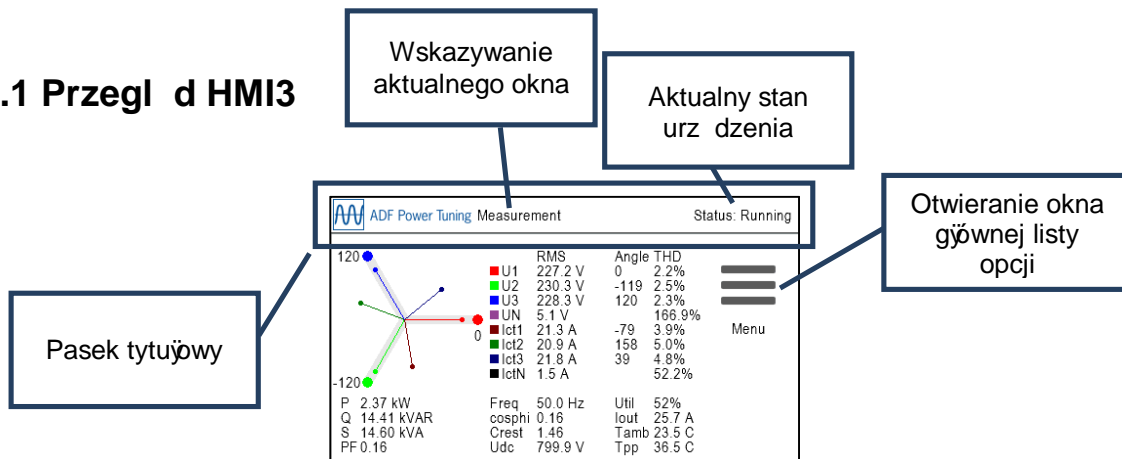 .1 Przegl d HMI3
Wskazywanie
aktualnego okna
Aktualny stan
urz dzenia
Otwieranie okna
gÿównej listy
opcji
Pasek tytuÿowy
ADF Power Tuning Measurement Status: Running
120
0
-120
RMS Angle THD
U1 227.2 V 0 2.2%
U2 230.3 V -119 2.5%
U3 228.3 V 120 2.3%
UN 5.1 V 166.9%
Ict1 21.3 A -79 3.9%
Ict2 20.9 A 158 5.0%
Ict3 21.8 A 39 4.8%
IctN 1.5 A 52.2%
Menu
P 2.37 kW Freq 50.0 Hz Util 52%
Q 14.41 kVAR cosphi 0.16 Iout 25.7 A
S 14.60 kVA Crest 1.46 Tamb 23.5 C
PF 0.16 Udc 799.9 V Tpp 36.5 C